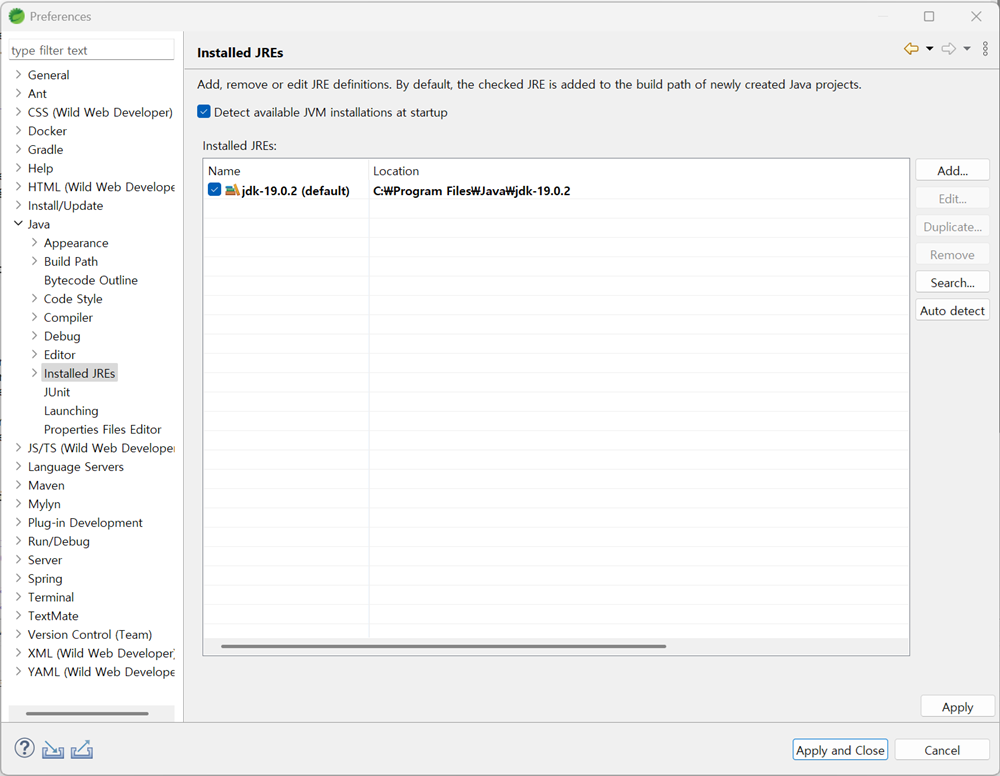 Preferences
type filter text
General
Ant
CSS (Wild Web Developer)
Docker
Gradle
Help
HTML (Wild Web Develope
Install/Update
Java
Appearance
Build Path
Bytecode Outline
Code Style
Compiler
Debug
Editor
Installed JREs
JUnit
Launching
Properties Files Editor
JS/TS (Wild Web Developer
Language Servers
Maven
Mylyn
Plug-in Development
Run/Debug
Server
Spring
Terminal
TextMate
Version Control (Team)
XML (Wild Web Developer)
YAML (Wild Web Develope
Installed JREs
Add, remove or edit JRE definitions. By default, the checked JRE is added to the build path of newly created Java projects.
Detect available JVM installations at startup
Installed JREs:
Name Location
jdk-19.0.2 (default) C:₩Program Files₩Java₩jdk-19.0.2
Add...
Edit...
Duplicate...
Remove
Search...
Auto detect
Apply
?
Apply and Close Cancel